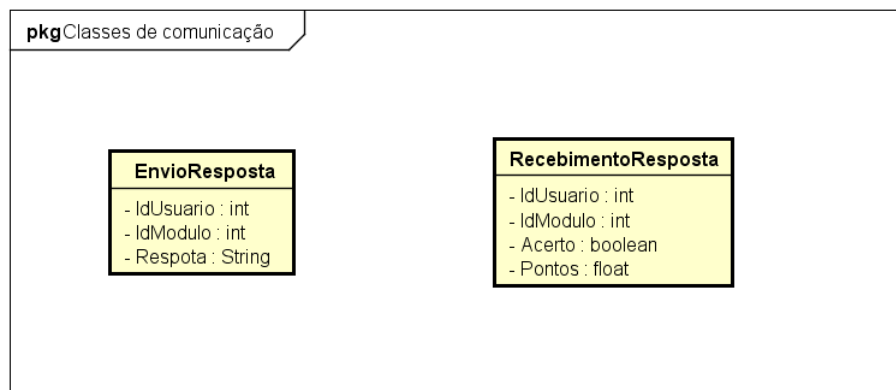 pkg Classes de comunicação
EnvioResposta
- IdUsuario : int
- IdModulo : int
- Respota : String
RecebimentoResposta
- IdUsuario : int
- IdModulo : int
- Acerto : boolean
- Pontos : float